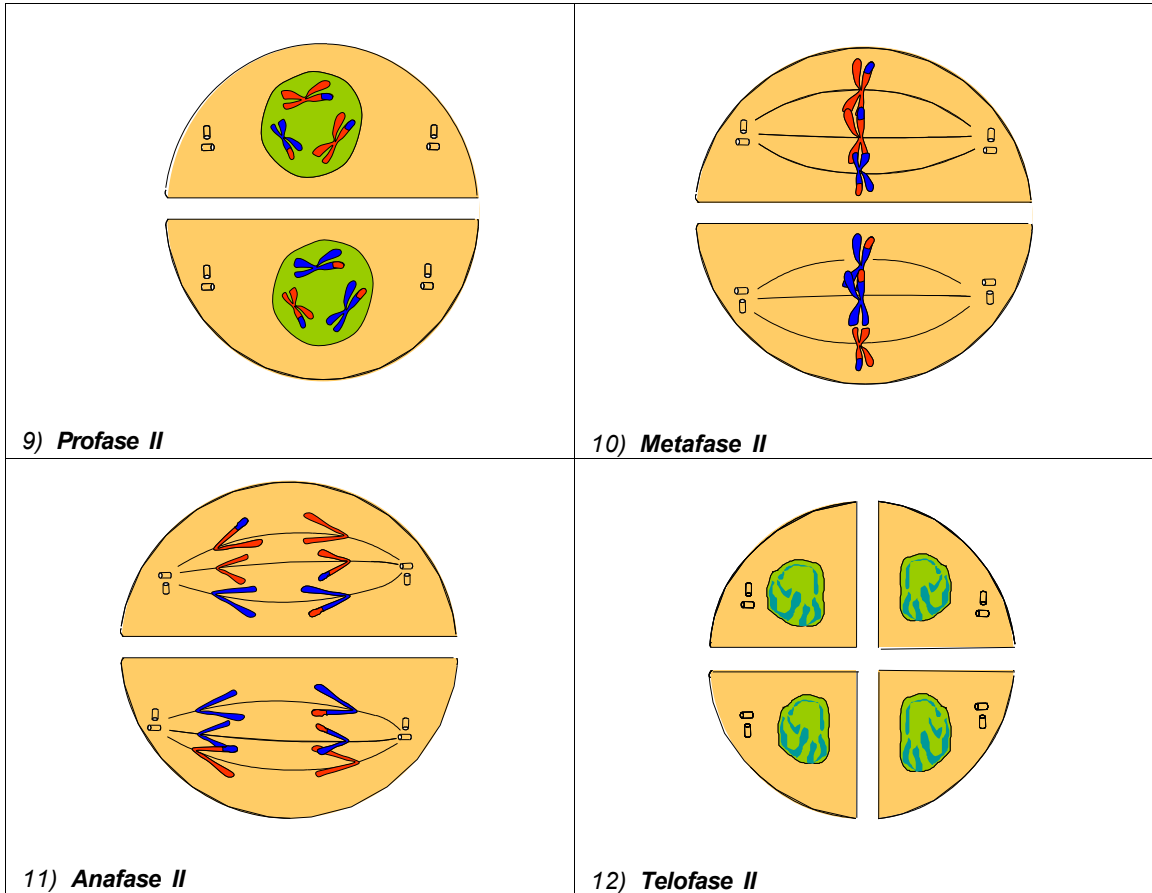 9) Profase II
10) Metafase II
11) Anafase II
12) Telofase II